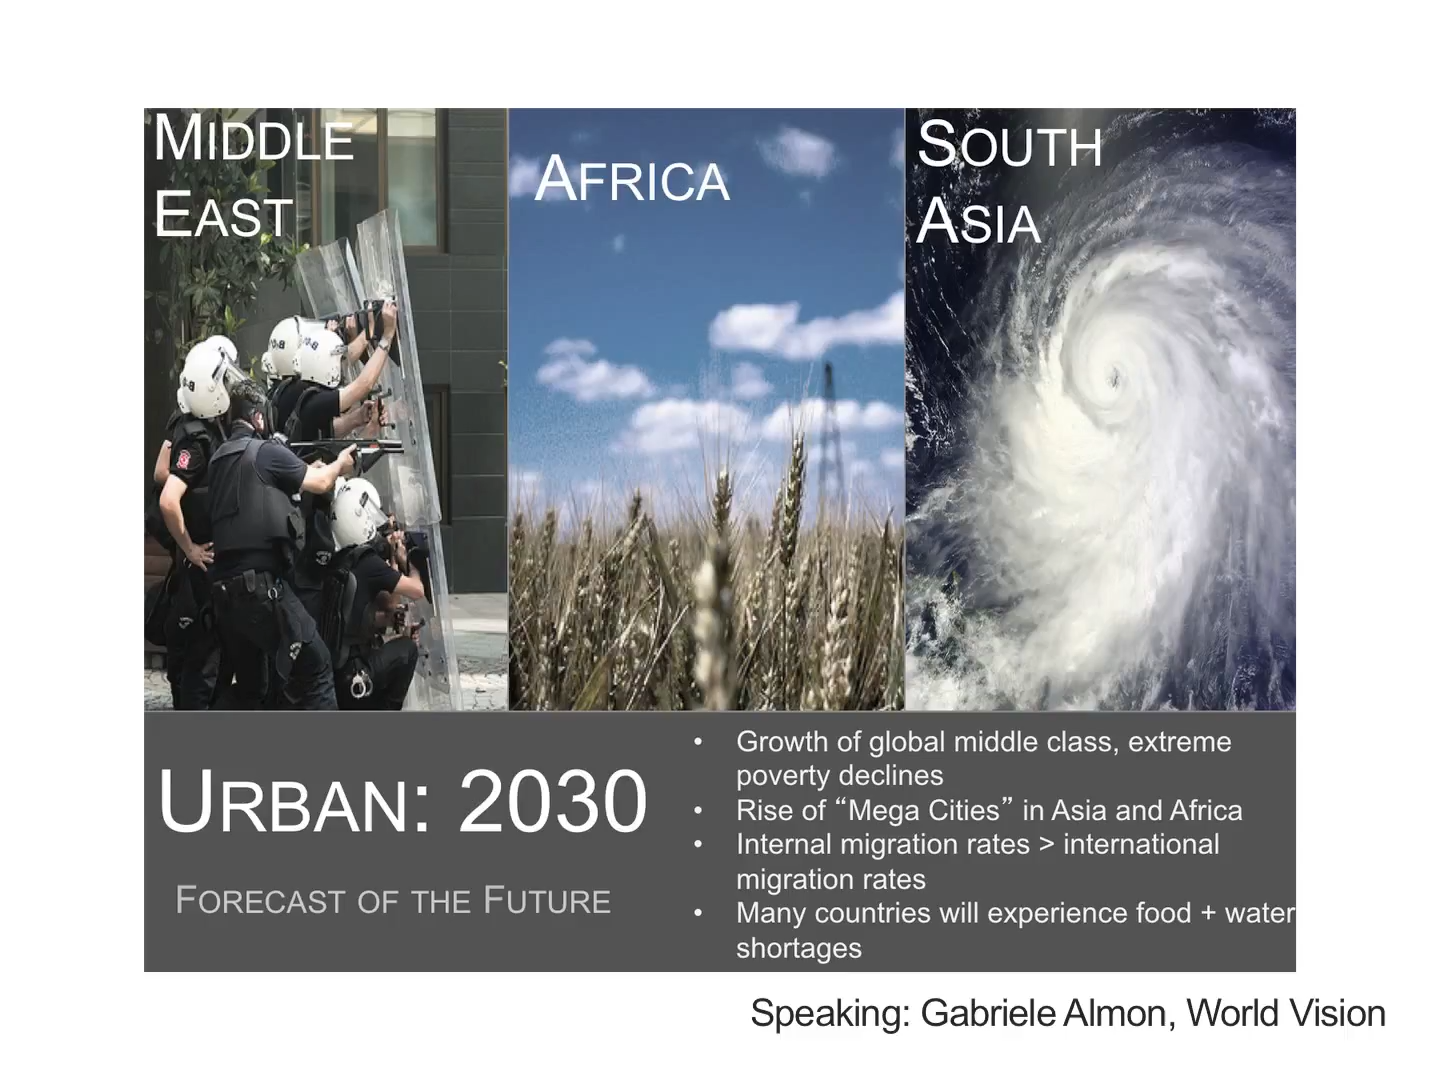 MIDDLE
EAST
AFRICA
SOUTH
ASIA
URBAN: 2030
FORECAST OF THE FUTURE
• Growth of global middle class, extreme
poverty declines
• Rise of “Mega Cities” in Asia and Africa
• Internal migration rates > international
migration rates
• Many countries will experience food + water
shortages
Speaking: Gabriele Almon, World Vision